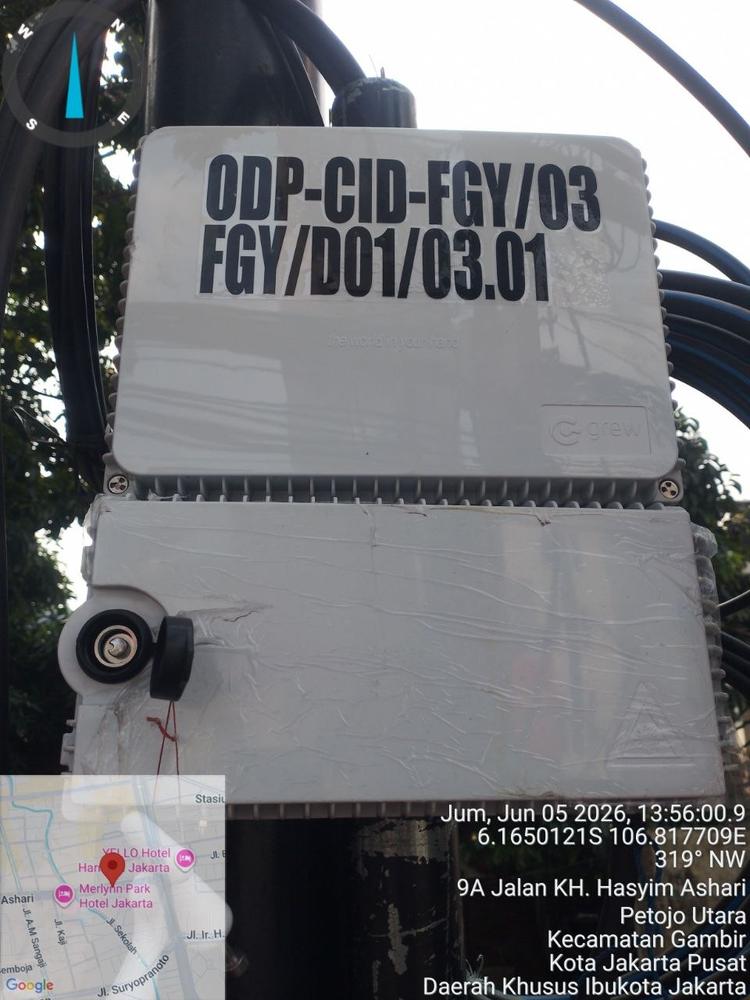 W
N
S
E
ODP-CID-FGY/03
FGY/D01/03.01
the world in your hand
grew
Jum, Jun 05 2026, 13:56:00.9
6.1650121S 106.817709E
319° NW
9A Jalan KH. Hasyim Ashari
Petojo Utara
Kecamatan Gambir
Kota Jakarta Pusat
Daerah Khusus Ibukota Jakarta
Stasiu
YELLO Hotel
Jakarta
Merlynn Park
Hotel Jakarta
Ashari
Jl. A.M Sangaji
Jl. Kaji
Jl. Sekolah
Jl. Ir. H
Jl. Suryopranoto
Google